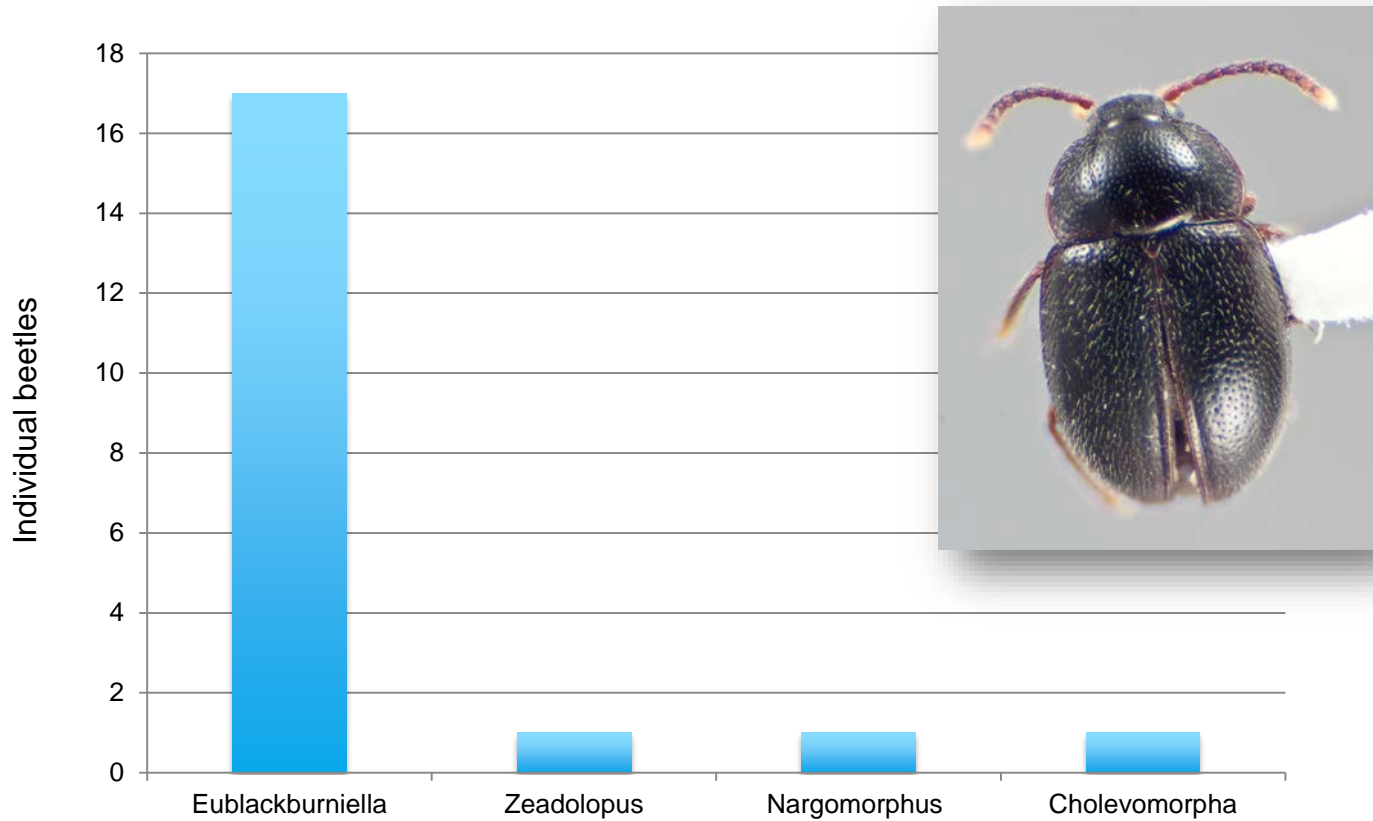 18
16
14
12
10
8
6
4
2
0
Individual beetles
Eublackburniella
Zeadolopus
Nargomorphus
Cholevomorpha